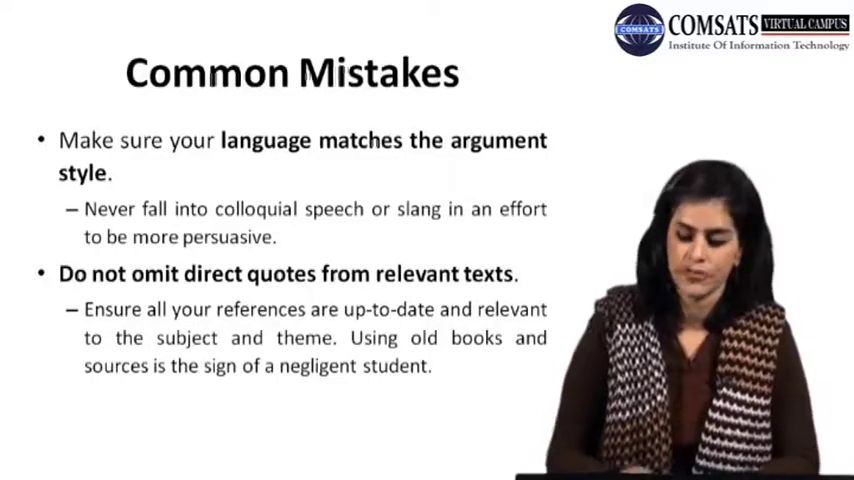 COMSATS VIRTUAL CAMPUS
COMSATS
Institute Of Information Technology
Common Mistakes
• Make sure your language matches the argument
style.
– Never fall into colloquial speech or slang in an effort
to be more persuasive.
• Do not omit direct quotes from relevant texts.
– Ensure all your references are up-to-date and relevant
to the subject and theme. Using old books and
sources is the sign of a negligent student.